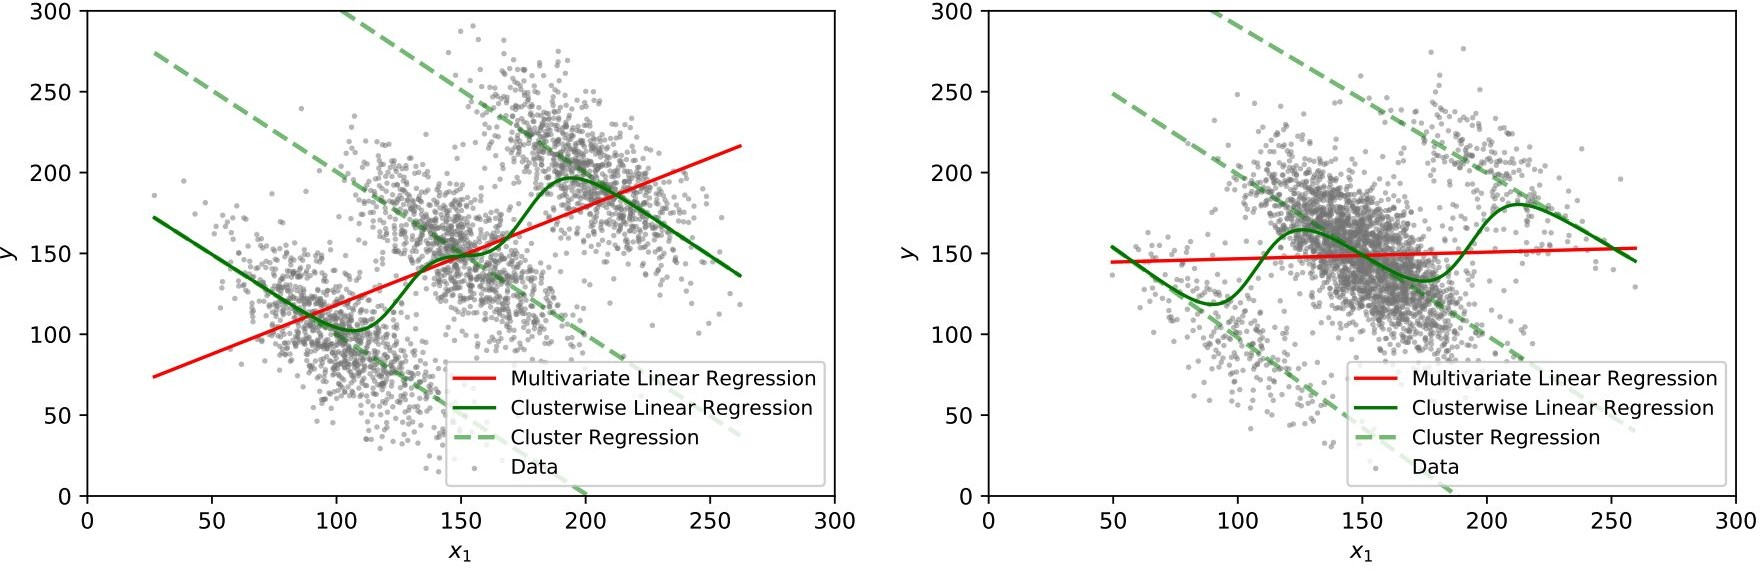 300
250
200
150
100
50
0
y
0 50 100 150 200 250 300
x₁
Multivariate Linear Regression
Clusterwise Linear Regression
Cluster Regression
Data
300
250
200
150
100
50
0
y
0 50 100 150 200 250 300
x₁
Multivariate Linear Regression
Clusterwise Linear Regression
Cluster Regression
Data